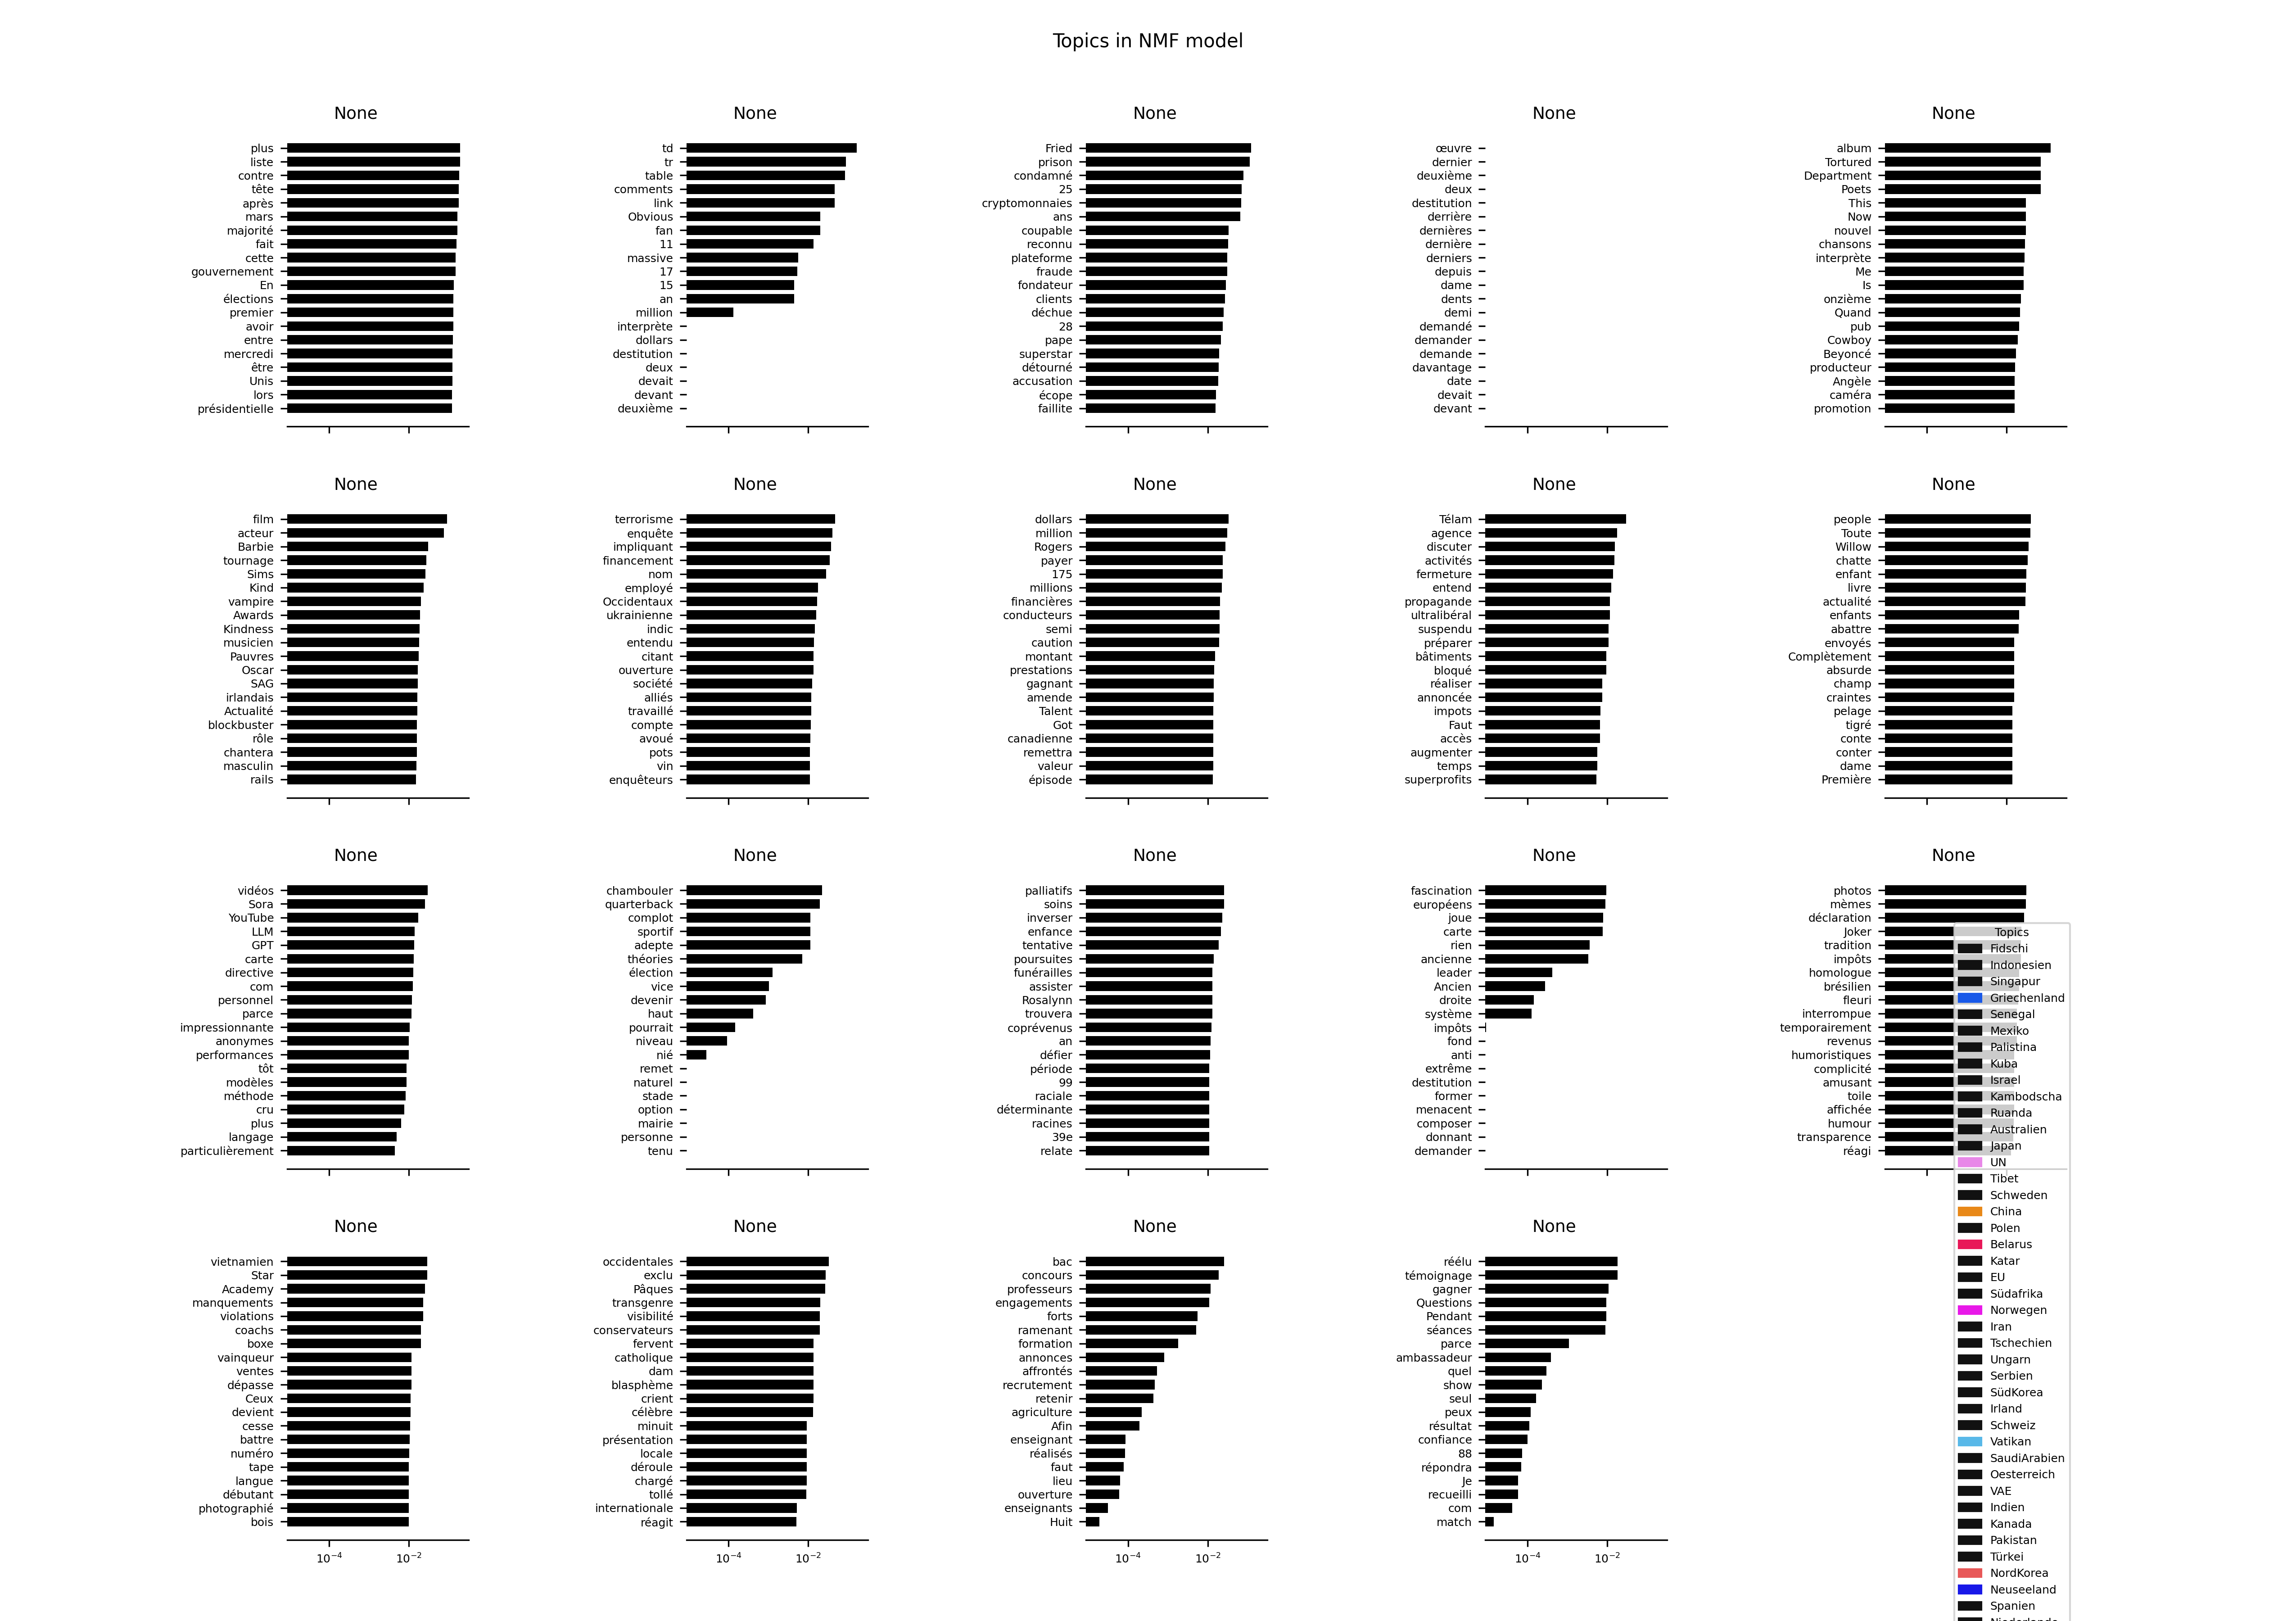 Topics in NMF model
None
plus
liste
contre
tête
après
mars
majorité
fait
cette
gouvernement
En
élections
premier
avoir
entre
mercredi
être
Unis
lors
présidentielle
None
td
tr
table
comments
link
Obvious
fan
11
massive
17
15
an
million
interprète
dollars
destitution
deux
devait
devant
deuxième
None
Fried
prison
condamné
25
cryptomonnaies
ans
coupable
reconnu
plateforme
fraude
fondateur
clients
déchue
28
pape
superstar
détourné
accusation
écope
faillite
None
œuvre
dernier
deuxième
deux
destitution
derrière
dernières
dernière
derniers
depuis
dame
dents
demi
demandé
demander
demande
davantage
date
devait
devant
None
album
Tortured
Department
Poets
This
Now
nouvel
chansons
interprète
Me
Is
onzième
Quand
pub
Cowboy
Beyoncé
producteur
Angèle
caméra
promotion
None
film
acteur
Barbie
tournage
Sims
Kind
vampire
Awards
Kindness
musicien
Pauvres
Oscar
SAG
irlandais
Actualité
blockbuster
rôle
chantera
masculin
rails
None
terrorisme
enquête
impliquant
financement
nom
employé
Occidentaux
ukrainienne
indic
entendu
citant
ouverture
société
alliés
travaillé
compte
avoué
pots
vin
enquêteurs
None
dollars
million
Rogers
payer
175
millions
financières
conducteurs
semi
caution
montant
prestations
gagnant
amende
Talent
Got
canadienne
remettra
valeur
épisode
None
Télam
agence
discuter
activités
fermeture
entend
propagande
ultralibéral
suspendu
préparer
bâtiments
bloqué
réaliser
annoncée
impots
Faut
accès
augmenter
temps
superprofits
None
people
Toute
Willow
chatte
enfant
livre
actualité
enfants
abattre
envoyés
Complètement
absurde
champ
craintes
pelage
tigré
conte
conter
dame
Première
None
vidéos
Sora
YouTube
LLM
GPT
carte
directive
com
personnel
parce
impressionnante
anonymes
performances
tôt
modèles
méthode
cru
plus
langage
particulièrement
None
chambouler
quarterback
complot
sportif
adepte
théories
élection
vice
devenir
haut
pourrait
niveau
nié
remet
naturel
stade
option
mairie
personne
tenu
None
palliatifs
soins
inverser
enfance
tentative
poursuites
funérailles
assister
Rosalynn
trouvera
coprévenus
an
défier
période
99
raciale
déterminante
racines
39e
relate
None
fascination
européens
joue
carte
rien
ancienne
leader
Ancien
droite
système
impôts
fond
anti
extrême
destitution
former
menacent
composer
donnant
demander
None
photos
mèmes
déclaration
Joker
tradition
impôts
homologue
brésilien
fleuri
interrompue
temporairement
revenus
humoristiques
complicité
amusant
toile
affichée
humour
transparence
réagi
None
vietnamien
Star
Academy
manquements
violations
coachs
boxe
vainqueur
ventes
dépasse
Ceux
devient
cesse
battre
numéro
tape
langue
débutant
photographié
bois
10⁻⁴ 10⁻²
None
occidentales
exclu
Pâques
transgenre
visibilité
conservateurs
fervent
catholique
dam
blasphème
crient
célèbre
minuit
présentation
locale
déroule
chargé
tollé
internationale
réagit
10⁻⁴ 10⁻²
None
bac
concours
professeurs
engagements
forts
ramenant
formation
annonces
affrontés
recrutement
retenir
agriculture
Afin
enseignant
réalisés
faut
lieu
ouverture
enseignants
Huit
10⁻⁴ 10⁻²
None
réélu
témoignage
gagner
Questions
Pendant
séances
parce
ambassadeur
quel
show
seul
peux
résultat
confiance
88
répondra
Je
recueilli
com
match
10⁻⁴ 10⁻²
Topics
Fidschi
Indonesien
Singapur
Griechenland
Senegal
Mexiko
Palistina
Kuba
Israel
Kambodscha
Ruanda
Australien
Japan
UN
Tibet
Schweden
China
Polen
Belarus
Katar
EU
Südafrika
Norwegen
Iran
Tschechien
Ungarn
Serbien
SüdKorea
Irland
Schweiz
Vatikan
SaudiArabien
Oesterreich
VAE
Indien
Kanada
Pakistan
Türkei
NordKorea
Neuseeland
Spanien